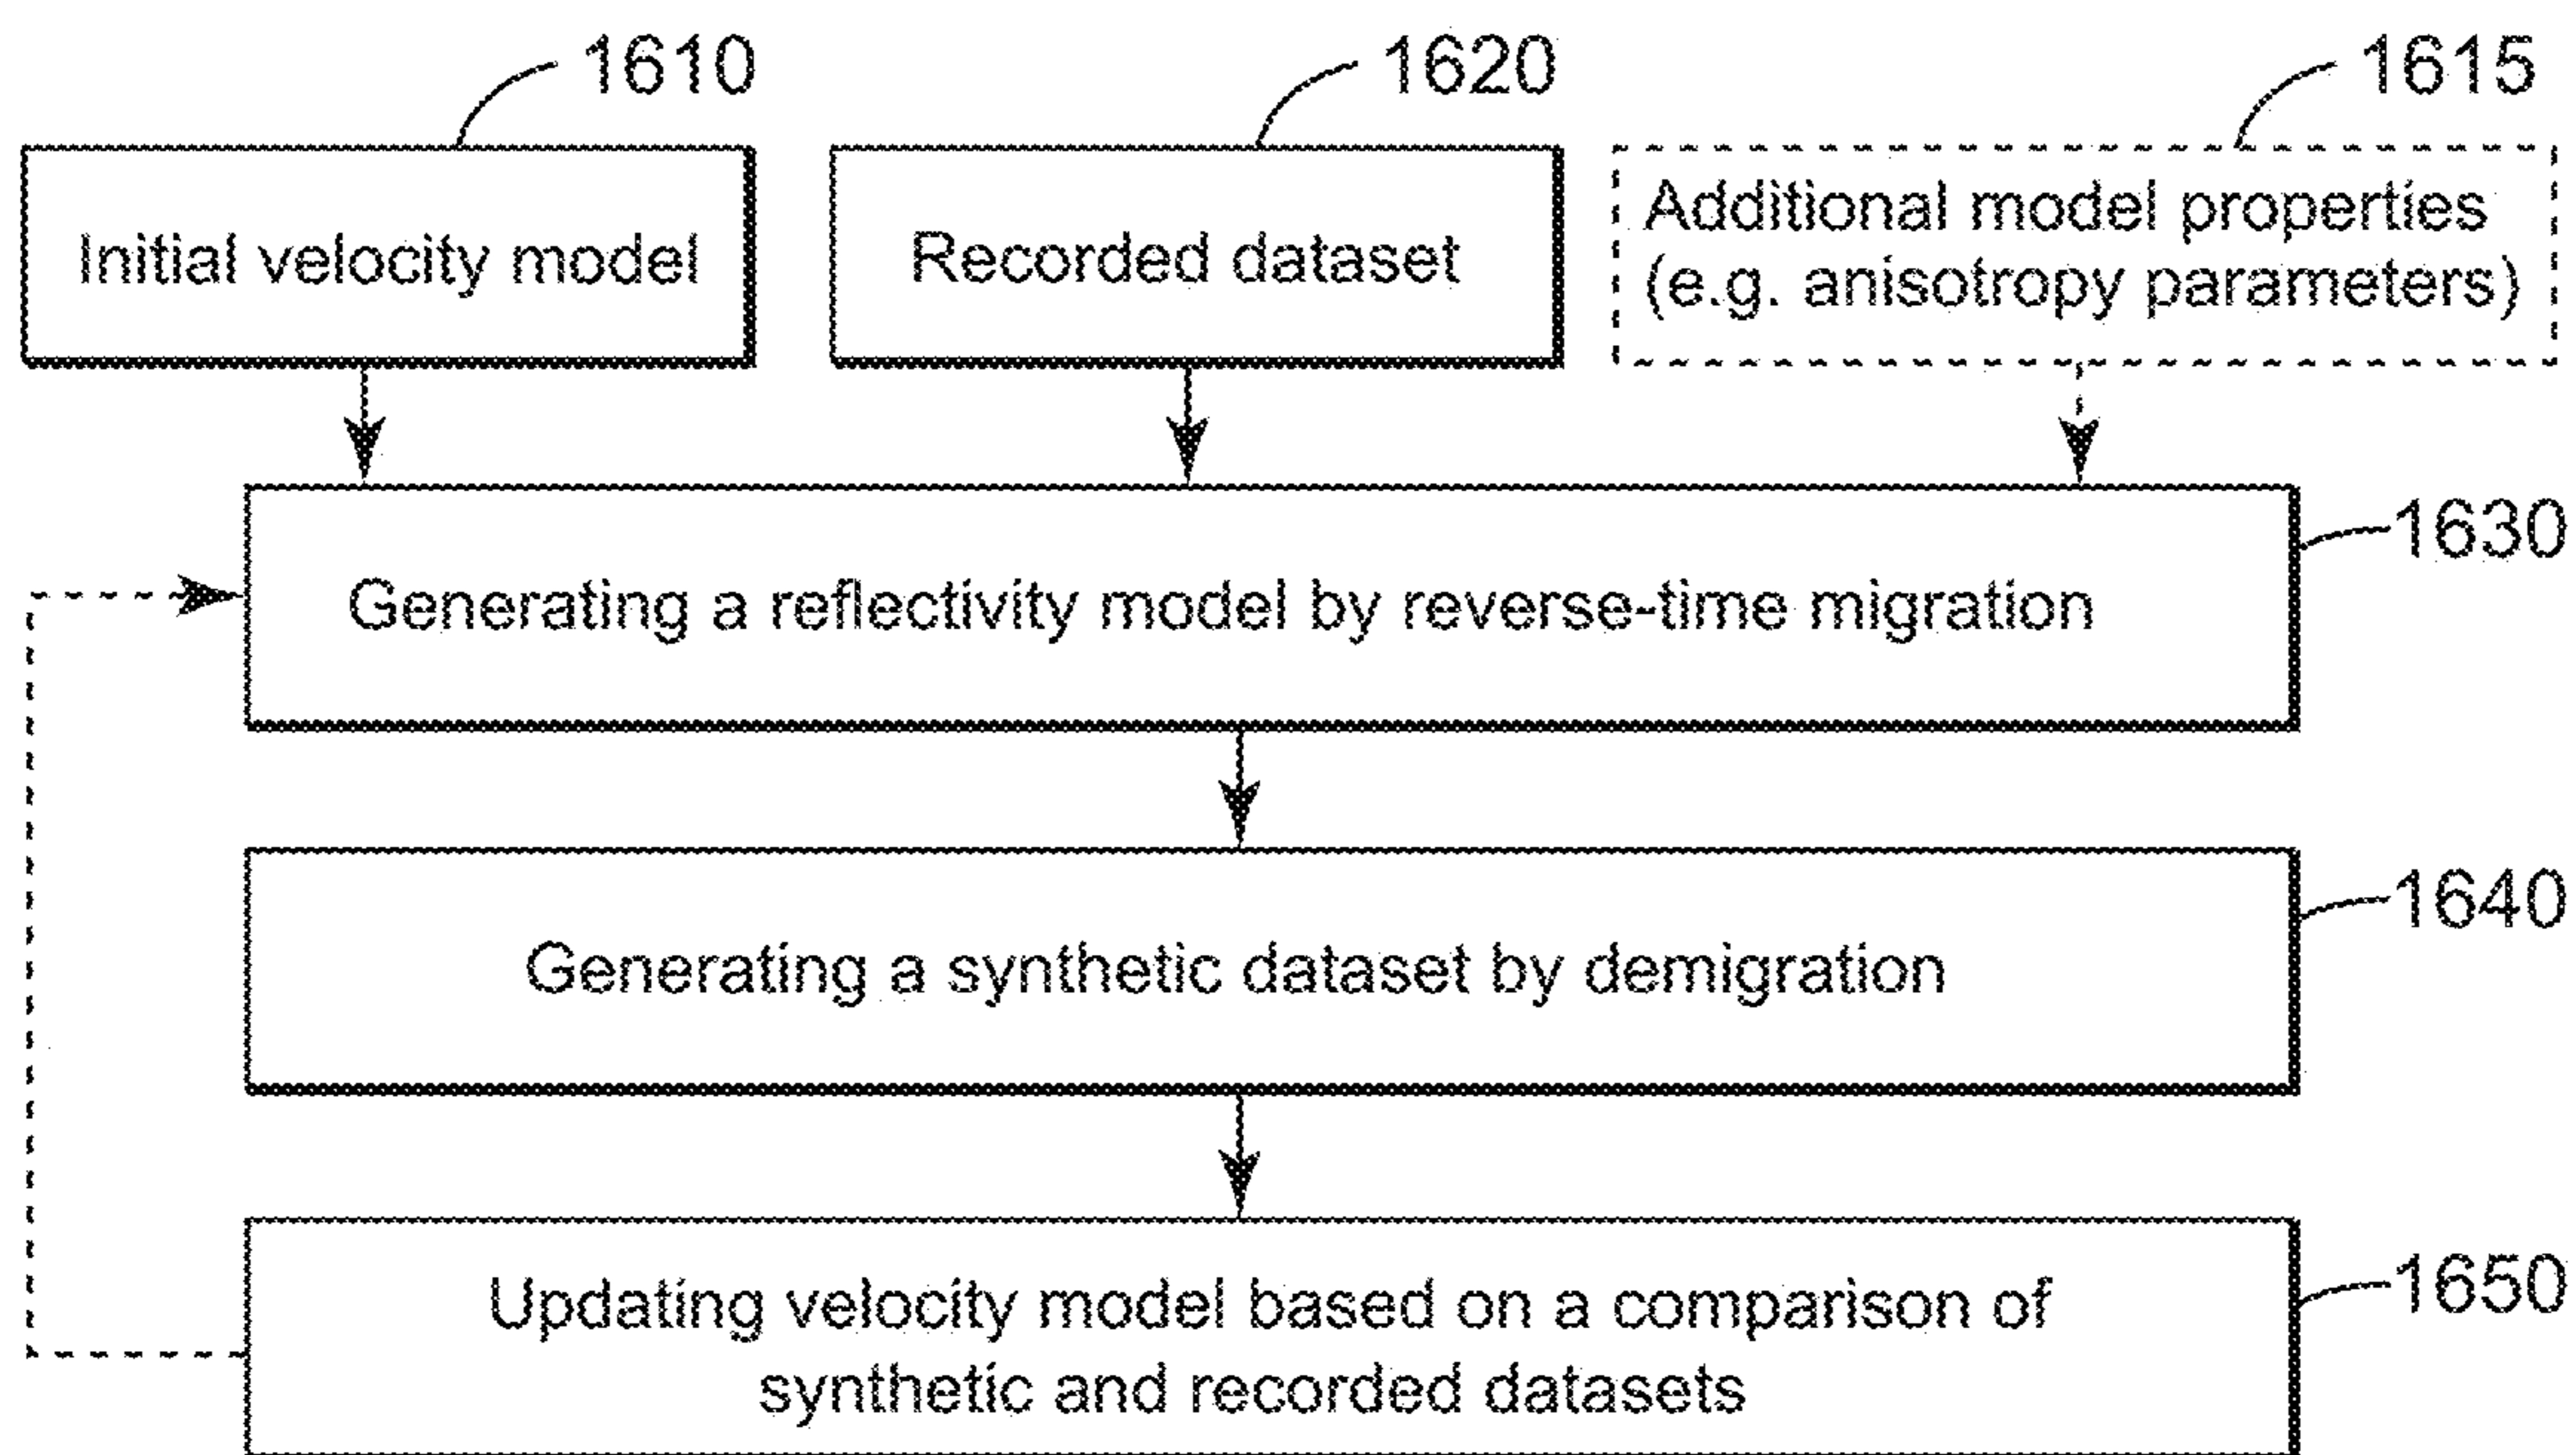 1610
1620
1615
Initial velocity model
Recorded dataset
Additional model properties
(e.g. anisotropy parameters)
1630
Generating a reflectivity model by reverse-time migration
1640
Generating a synthetic dataset by demigration
1650
Updating velocity model based on a comparison of
synthetic and recorded datasets